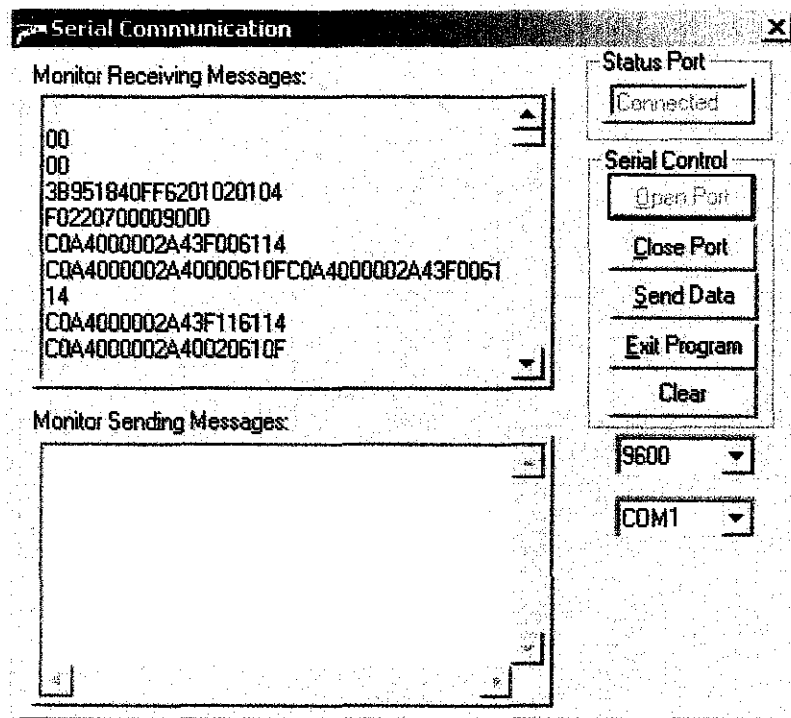 Serial Communication
Monitor Receiving Messages:
00
00
3B951840FF6201020104
F0220700009000
C0A4000002A43F006114
C0A4000002A40000610FC0A4000002A43F0061
14
C0A4000002A43F116114
C0A4000002A40020610F
Monitor Sending Messages:
Status Port
Connected
Serial Control
Open Port
Close Port
Send Data
Exit Program
Clear
9600
COM1